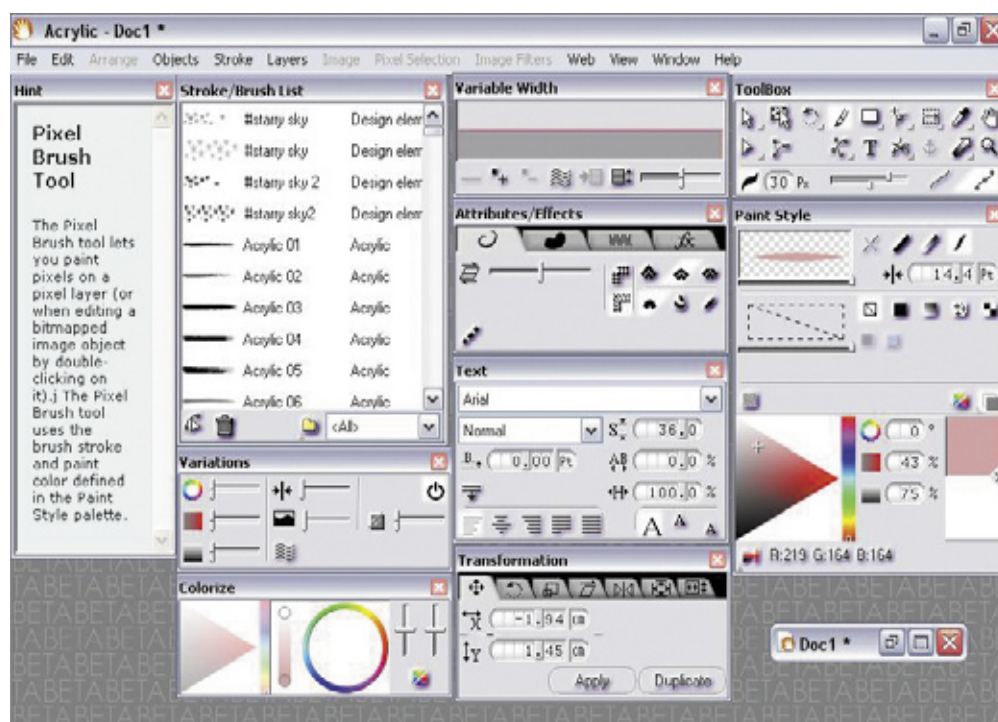 Acrylic - Doc1 *
File Edit Arrange Objects Stroke Layers Image Pixel Selection Image Filters Web View Window Help
Hint
Pixel
Brush
Tool
The Pixel
Brush tool lets
you paint
pixels on a
pixel layer (or
when editing a
bitmapped
image object
by double-
clicking on
it).j The Pixel
Brush tool
uses the
brush stroke
and paint
color defined
in the Paint
Style palette.
Stroke/Brush List
#starry sky Design elem
#starry sky Design elem
#starry sky 2 Design elem
#starry sky2 Design elem
Acrylic 01 Acrylic
Acrylic 02 Acrylic
Acrylic 03 Acrylic
Acrylic 04 Acrylic
Acrylic 05 Acrylic
Acrylic 06 Acrylic
<All>
Variations
Colorize
Variable Width
Attributes/Effects
fx
Text
Arial
Normal
S 36.0
B 0.00 Pt
AB 0.0 %
H 100.0 %
A A A
Transformation
X -1.94 cm
Y 1.45 cm
Apply Duplicate
ToolBox
T
30 Px
Paint Style
14.4 Pt
0 °
43 %
75 %
R:219 G:164 B:164
Doc1 *
BETABETABETABETA